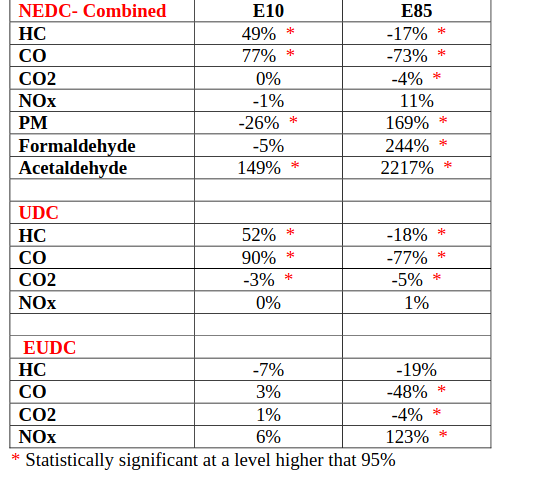 NEDC- Combined E10 E85
HC 49% * -17% *
CO 77% * -73% *
CO2 0% -4% *
NOx -1% 11%
PM -26% * 169% *
Formaldehyde -5% 244% *
Acetaldehyde 149% * 2217% *
UDC
HC 52% * -18% *
CO 90% * -77% *
CO2 -3% * -5% *
NOx 0% 1%
EUDC
HC -7% -19%
CO 3% -48% *
CO2 1% -4% *
NOx 6% 123% *
* Statistically significant at a level higher that 95%